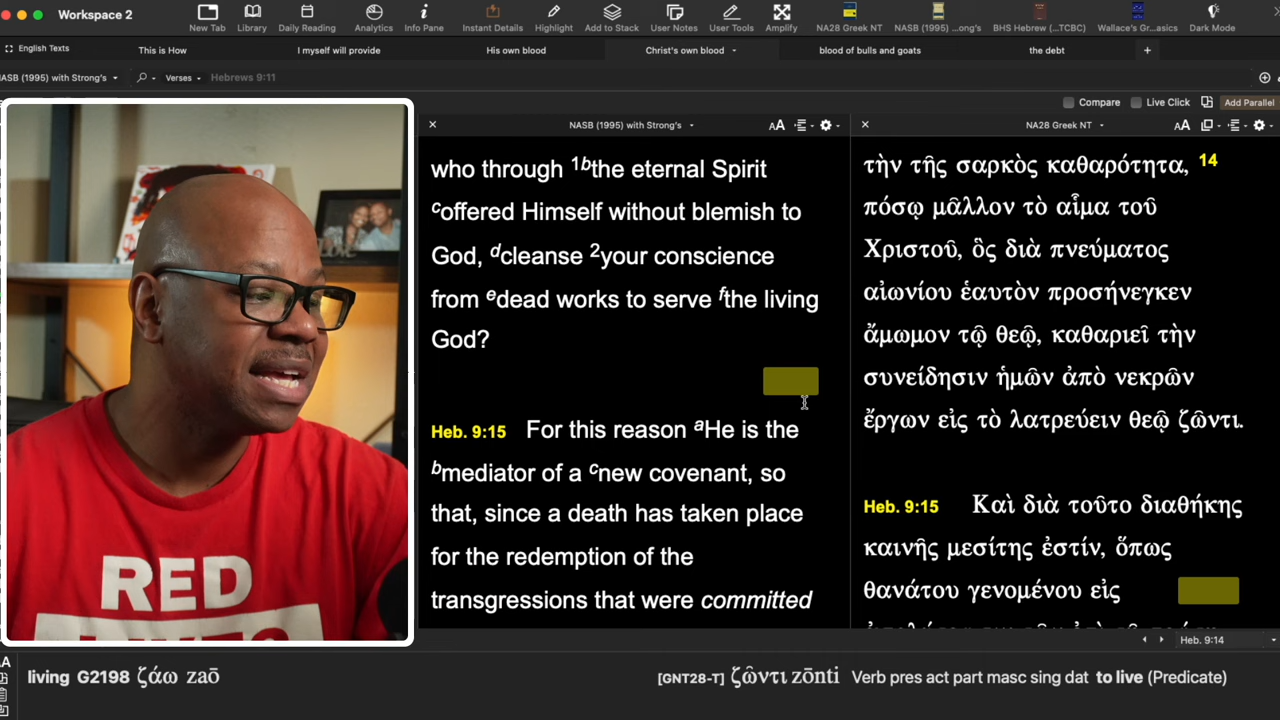 Workspace 2
New Tab
Library
Daily Reading
Analytics
Info Pane
Instant Details
Highlight
Add to Stack
User Notes
User Tools
Amplify
NA28 Greek NT
NASB (1995) ...ong's
BHS Hebrew (...TCBC)
Wallace's Gr...asics
Dark Mode
English Texts
This is How
I myself will provide
His own blood
Christ's own blood
blood of bulls and goats
the debt
NASB (1995) with Strong's
Verses
Hebrews 9:11
Compare
Live Click
Add Parallel
NASB (1995) with Strong's
who through 1bthe eternal Spirit
coffered Himself without blemish to
God, dcleanse 2your conscience
from edead works to serve fthe living
God?
Heb. 9:15 For this reason aHe is the
bmediator of a cnew covenant, so
that, since a death has taken place
for the redemption of the
transgressions that were committed
NA28 Greek NT
τὴν τῆς σαρκὸς καθαρότητα, 14
πόσῳ μᾶλλον τὸ αἷμα τοῦ
Χριστοῦ, ὃς διὰ πνεύματος
αἰωνίου ἑαυτὸν προσήνεγκεν
ἄμωμον τῷ θεῷ, καθαριεῖ τὴν
συνείδησιν ἡμῶν ἀπὸ νεκρῶν
ἔργων εἰς τὸ λατρεύειν θεῷ ζῶντι.
Heb. 9:15 Καὶ διὰ τοῦτο διαθήκης
καινῆς μεσίτης ἐστίν, ὅπως
θανάτου γενομένου εἰς
Heb. 9:14
RED
living G2198 ζάω zaō
[GNT28-T] ζῶντι zōnti Verb pres act part masc sing dat to live (Predicate)